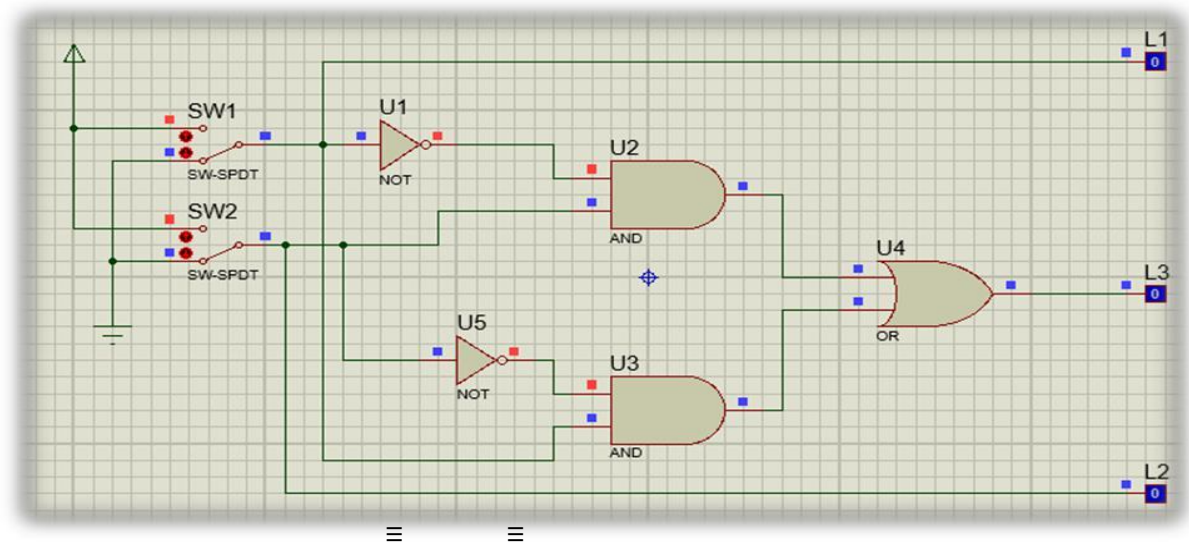 L1
0
SW1
U1
SW-SPDT
NOT
U2
SW2
AND
SW-SPDT
U4
L3
0
U5
OR
U3
NOT
AND
L2
0